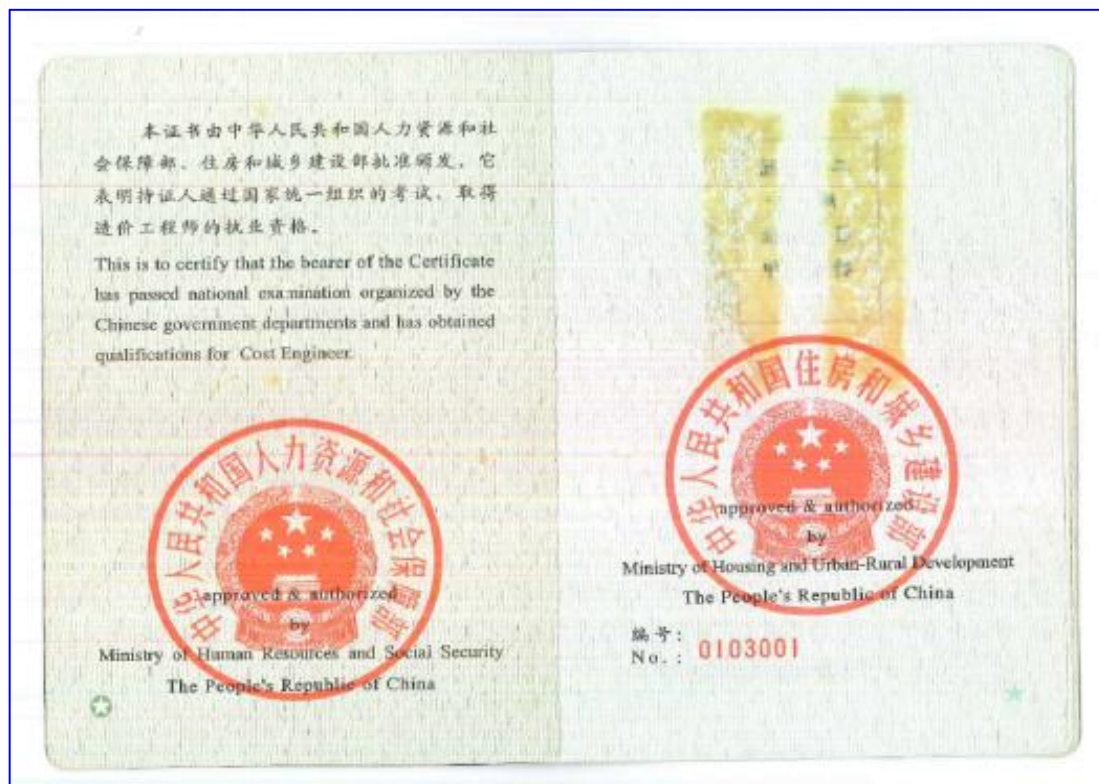 本证书由中华人民共和国人力资源和社
会保障部、住房和城乡建设部批准颁发，它
表明持证人通过国家统一组织的考试，取得
造价工程师的执业资格。
This is to certify that the bearer of the Certificate
has passed national examination organized by the
Chinese government departments and has obtained
qualifications for Cost Engineer.
中华人民共和国人力资源和社会保障部
approved & authorized
by
Ministry of Human Resources and Social Security
The People's Republic of China
中华人民共和国住房和城乡建设部
approved & authorized
by
Ministry of Housing and Urban-Rural Development
The People's Republic of China
编号：
No.: 0103001